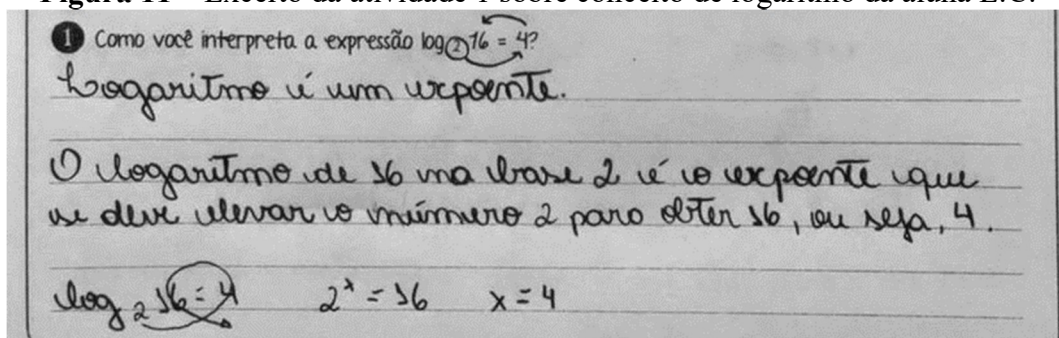 Figura 11 – Excerto da atividade 1 sobre conceito de logaritmo da aluna E.C.
1 Como você interpreta a expressão log₂16 = 4?
Logaritmo é um expoente.
O logaritmo de 16 na base 2 é o expoente que
se deve elevar o número 2 para obter 16, ou seja, 4.
log₂16 = 4 2ˣ = 16 x = 4